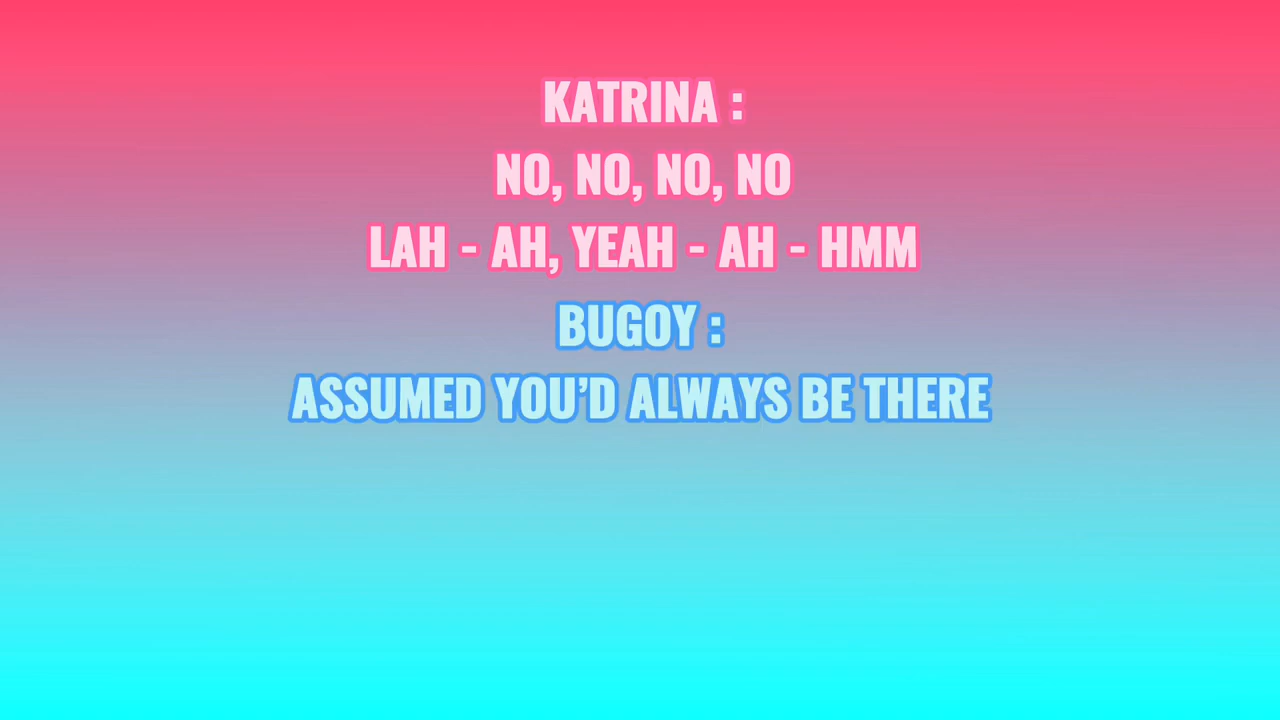 KATRINA :
NO, NO, NO, NO
LAH - AH, YEAH - AH - HMM
BUGOY :
ASSUMED YOU’D ALWAYS BE THERE